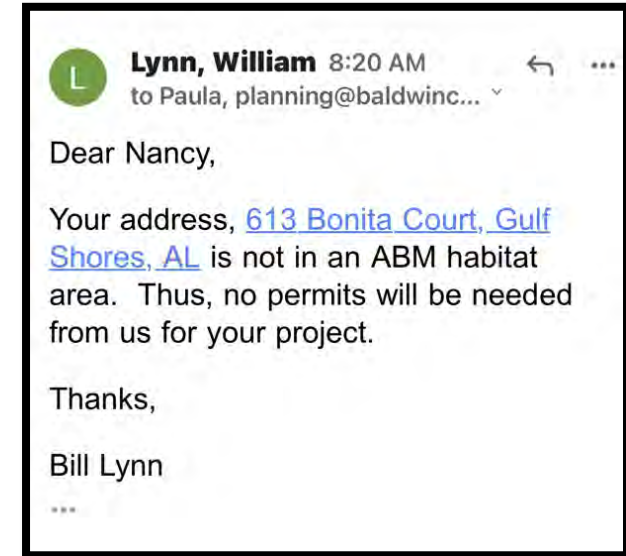 L
Lynn, William 8:20 AM
to Paula, planning@baldwinc...
Dear Nancy,
Your address, 613 Bonita Court, Gulf
Shores, AL is not in an ABM habitat
area. Thus, no permits will be needed
from us for your project.
Thanks,
Bill Lynn
...